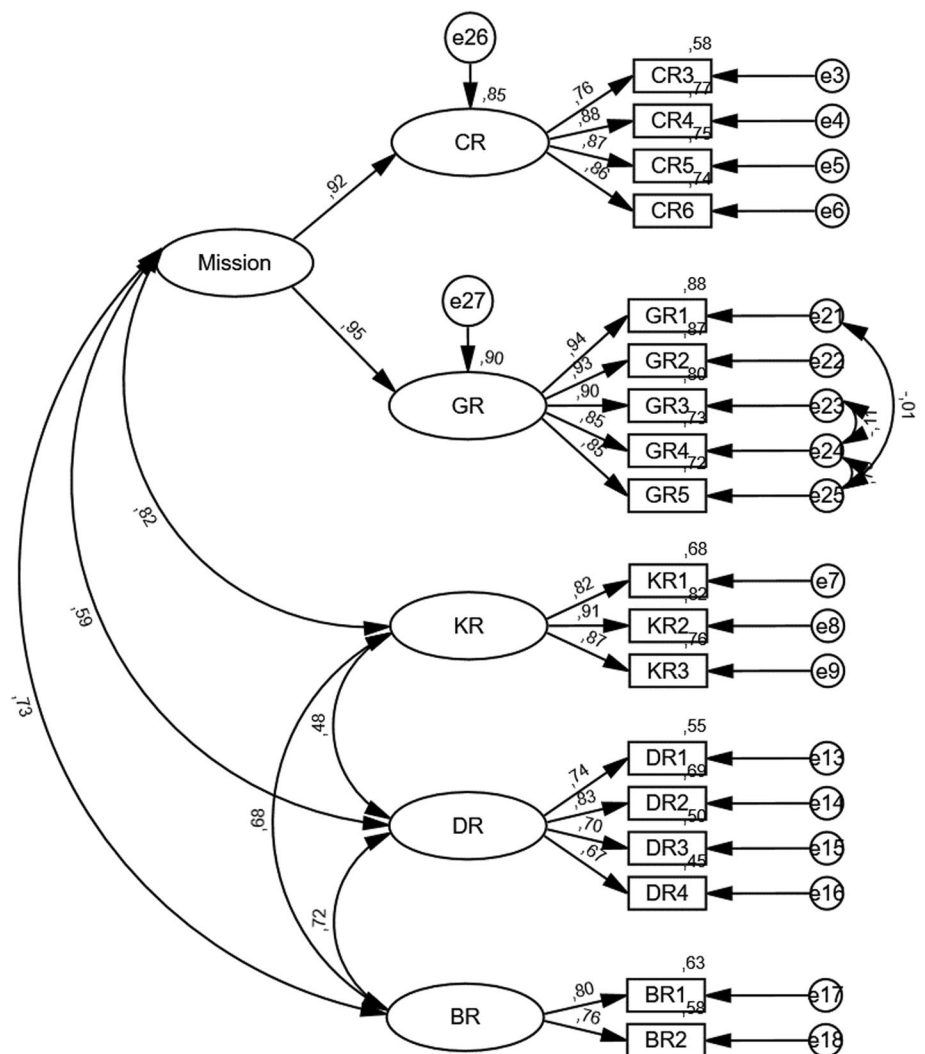 e26
,85
CR
,76
,88
,87
,86
,58
CR3
e3
,77
CR4
e4
,75
CR5
e5
,74
CR6
e6
,92
Mission
,95
e27
,90
GR
,94
,93
,90
,85
,85
,88
GR1
e21
,87
GR2
e22
,80
GR3
e23
,73
GR4
e24
,72
GR5
e25
-,01
-,11
,82
,59
,73
KR
,82
,91
,87
,68
KR1
e7
,82
KR2
e8
,76
KR3
e9
,48
,68
DR
,74
,83
,70
,67
,55
DR1
e13
,69
DR2
e14
,50
DR3
e15
,45
DR4
e16
,72
BR
,80
,76
,63
BR1
e17
,58
BR2
e18